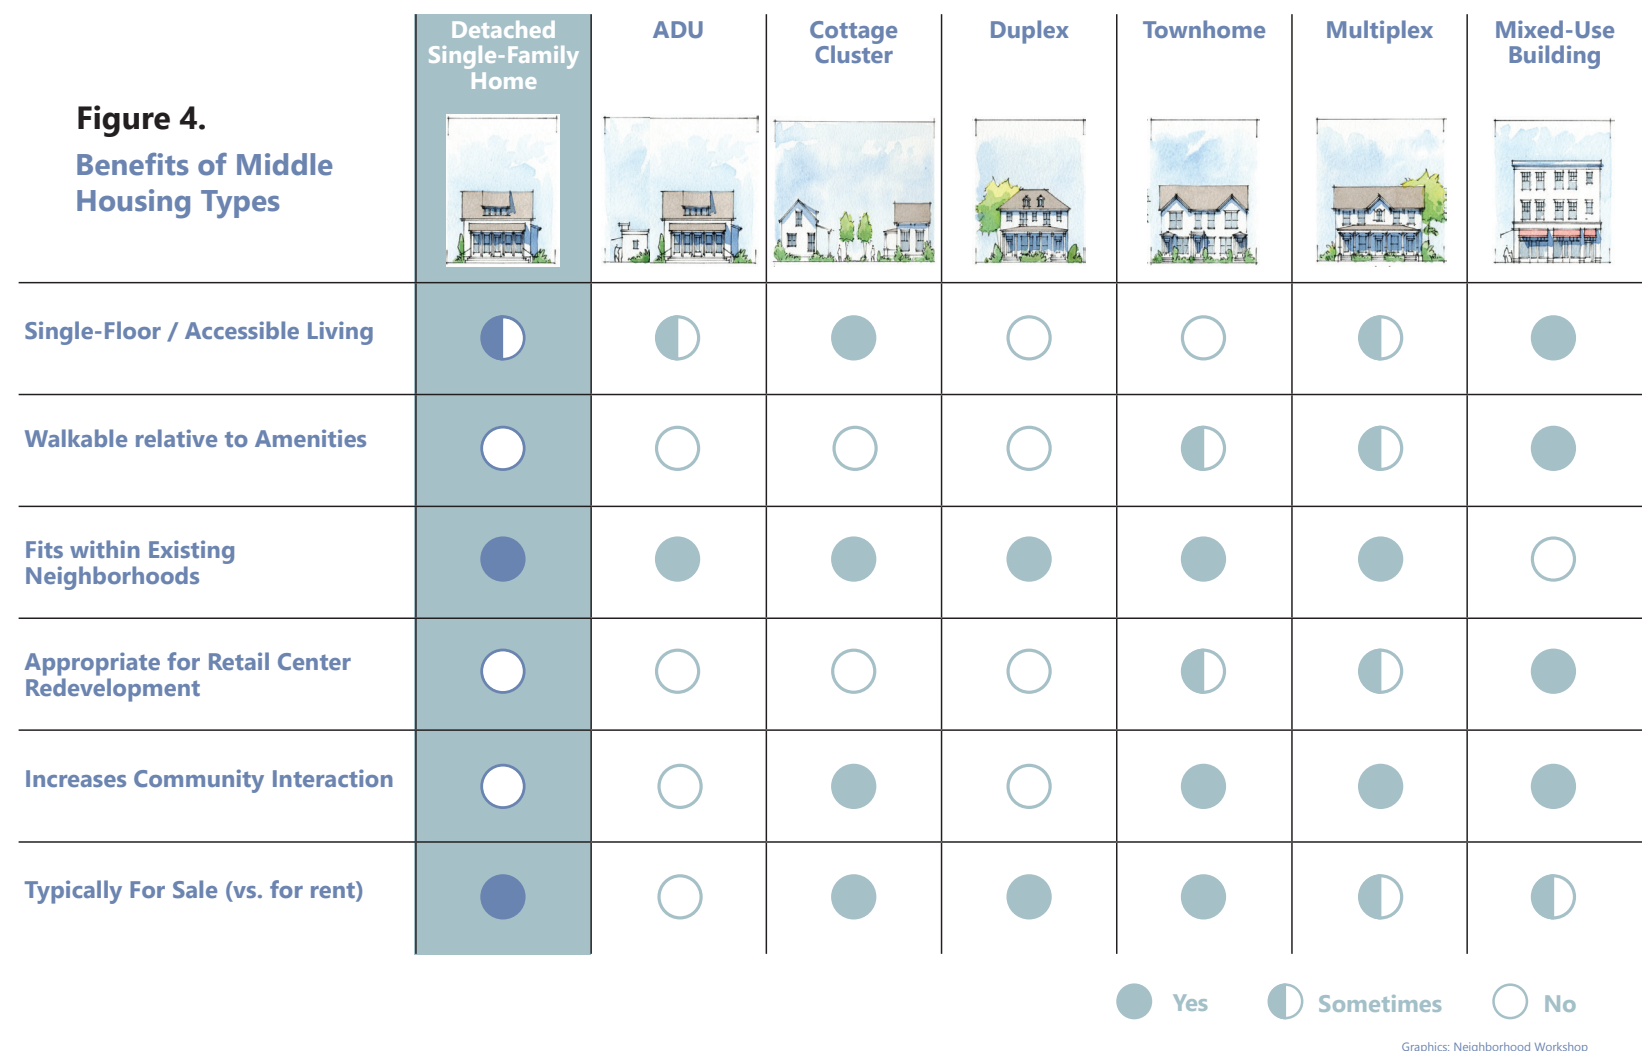 Detached
Single-Family
Home
ADU
Cottage
Cluster
Duplex
Townhome
Multiplex
Mixed-Use
Building
Figure 4.
Benefits of Middle
Housing Types
Single-Floor / Accessible Living
Walkable relative to Amenities
Fits within Existing
Neighborhoods
Appropriate for Retail Center
Redevelopment
Increases Community Interaction
Typically For Sale (vs. for rent)
Yes
Sometimes
No
Graphics: Neighborhood Workshop